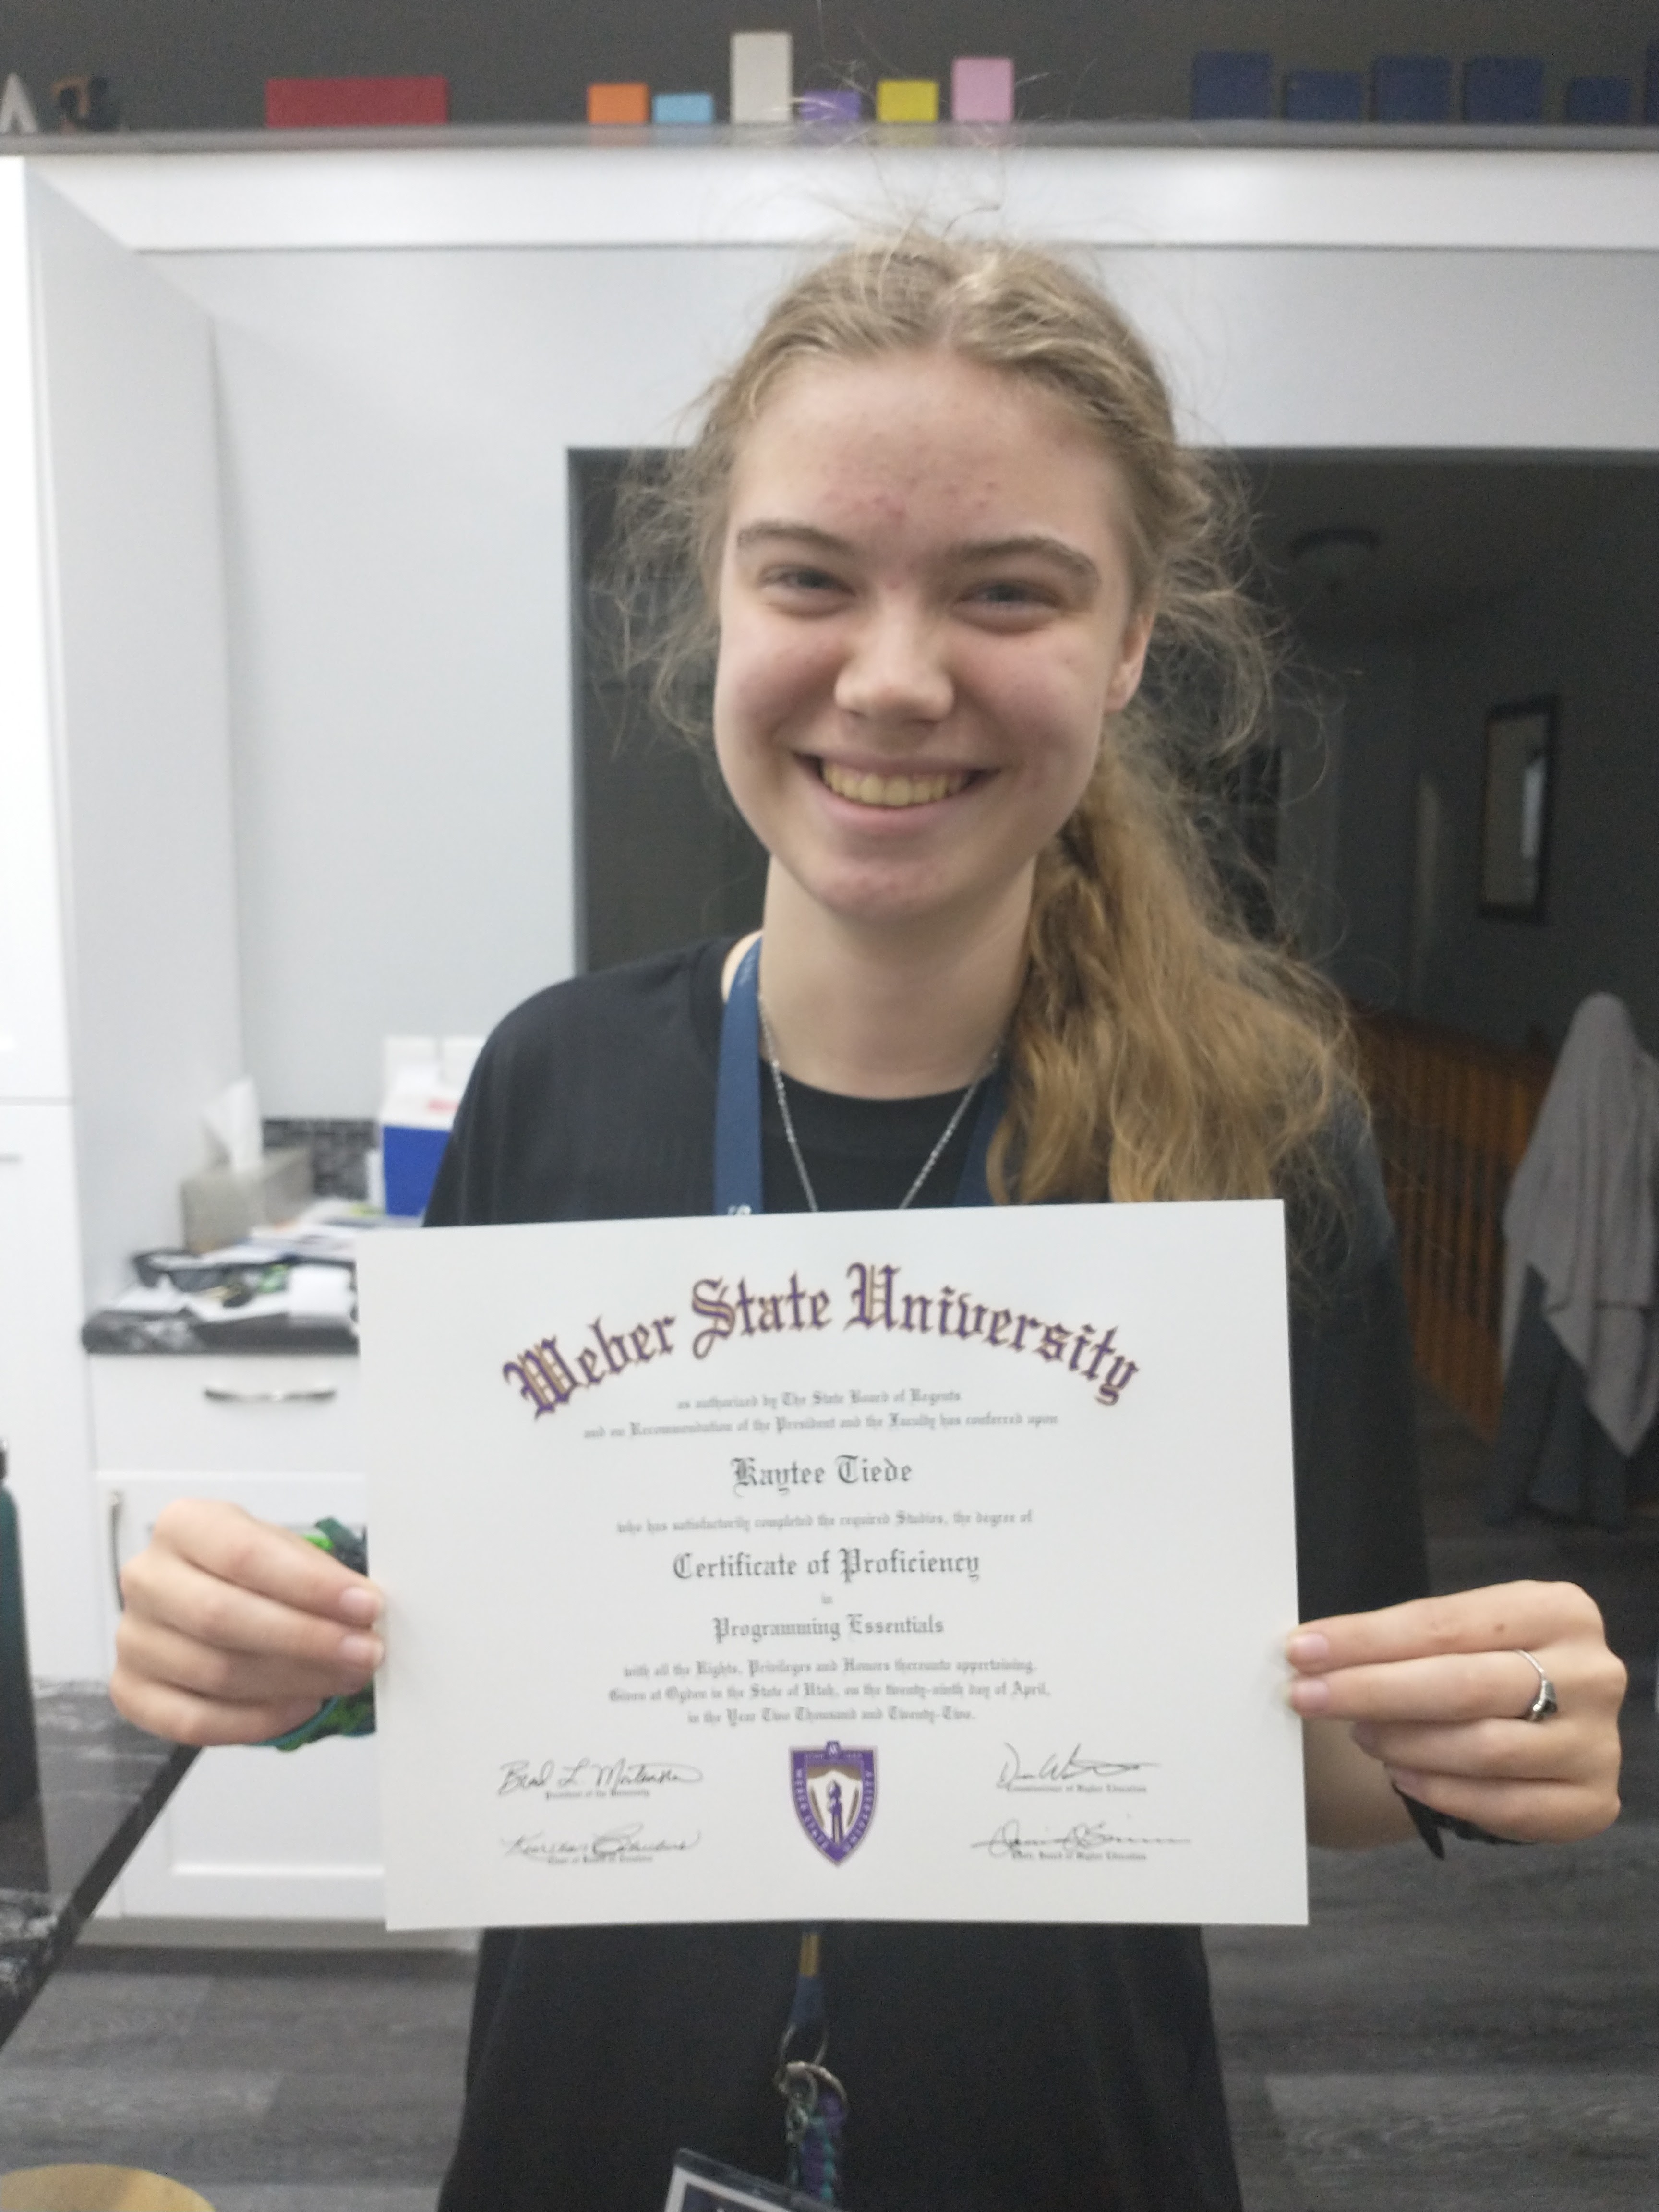 Weber State University
as authorized by The State Board of Regents
and on Recommendation of the President and the Faculty has conferred upon
Kaytee Tiede
who has satisfactorily completed the required Studies, the degree of
Certificate of Proficiency
in
Programming Essentials
with all the Rights, Privileges and Honors thereunto appertaining.
Given at Ogden in the State of Utah, on the twenty-ninth day of April,
in the Year Two Thousand and Twenty-Two.
Brad L. Mortensen
President of the University
Commissioner of Higher Education
Chair of Board of Trustees
Chair, Board of Higher Education
WEBER STATE UNIVERSITY